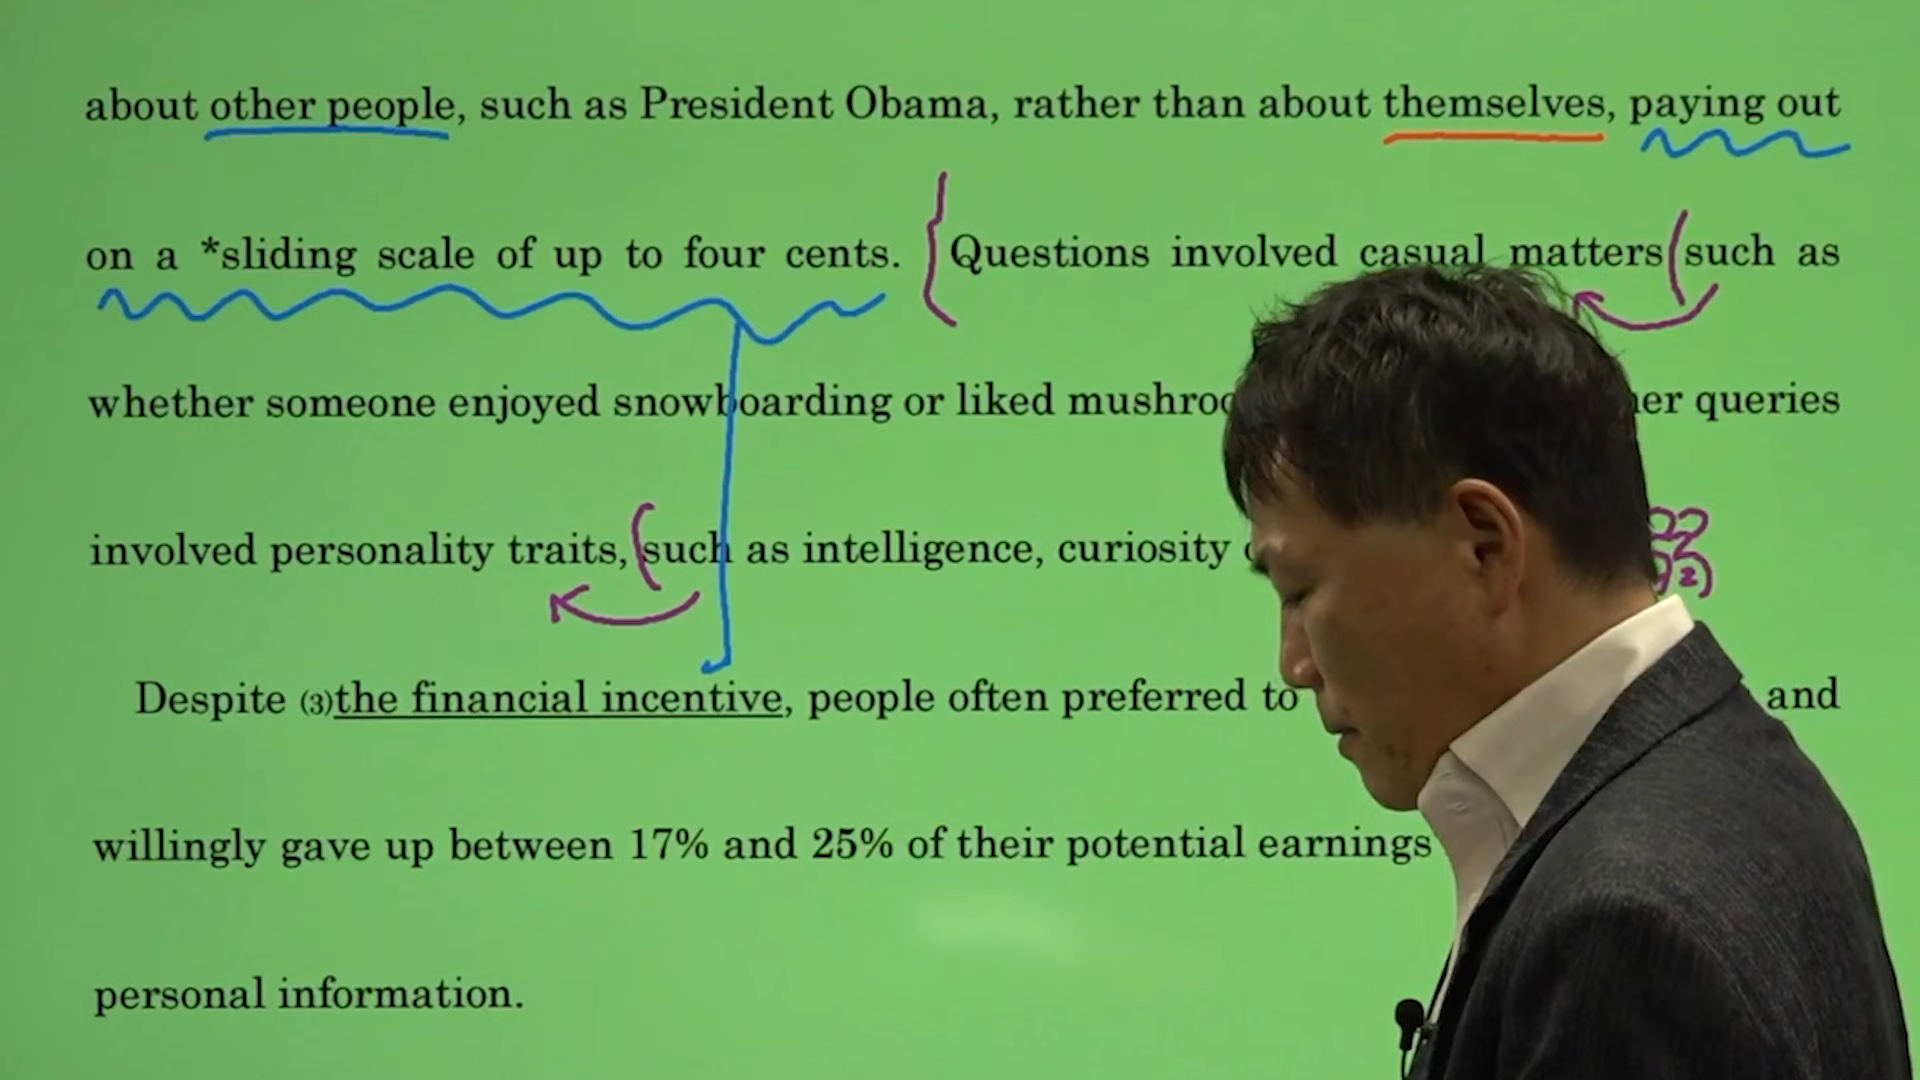 about other people, such as President Obama, rather than about themselves, paying out
on a *sliding scale of up to four cents. Questions involved casual matters such as
whether someone enjoyed snowboarding or liked queries
involved personality traits, such as intelligence, curiosity
Despite (3)the financial incentive, people often preferred to and
willingly gave up between 17% and 25% of their potential earnings
personal information.